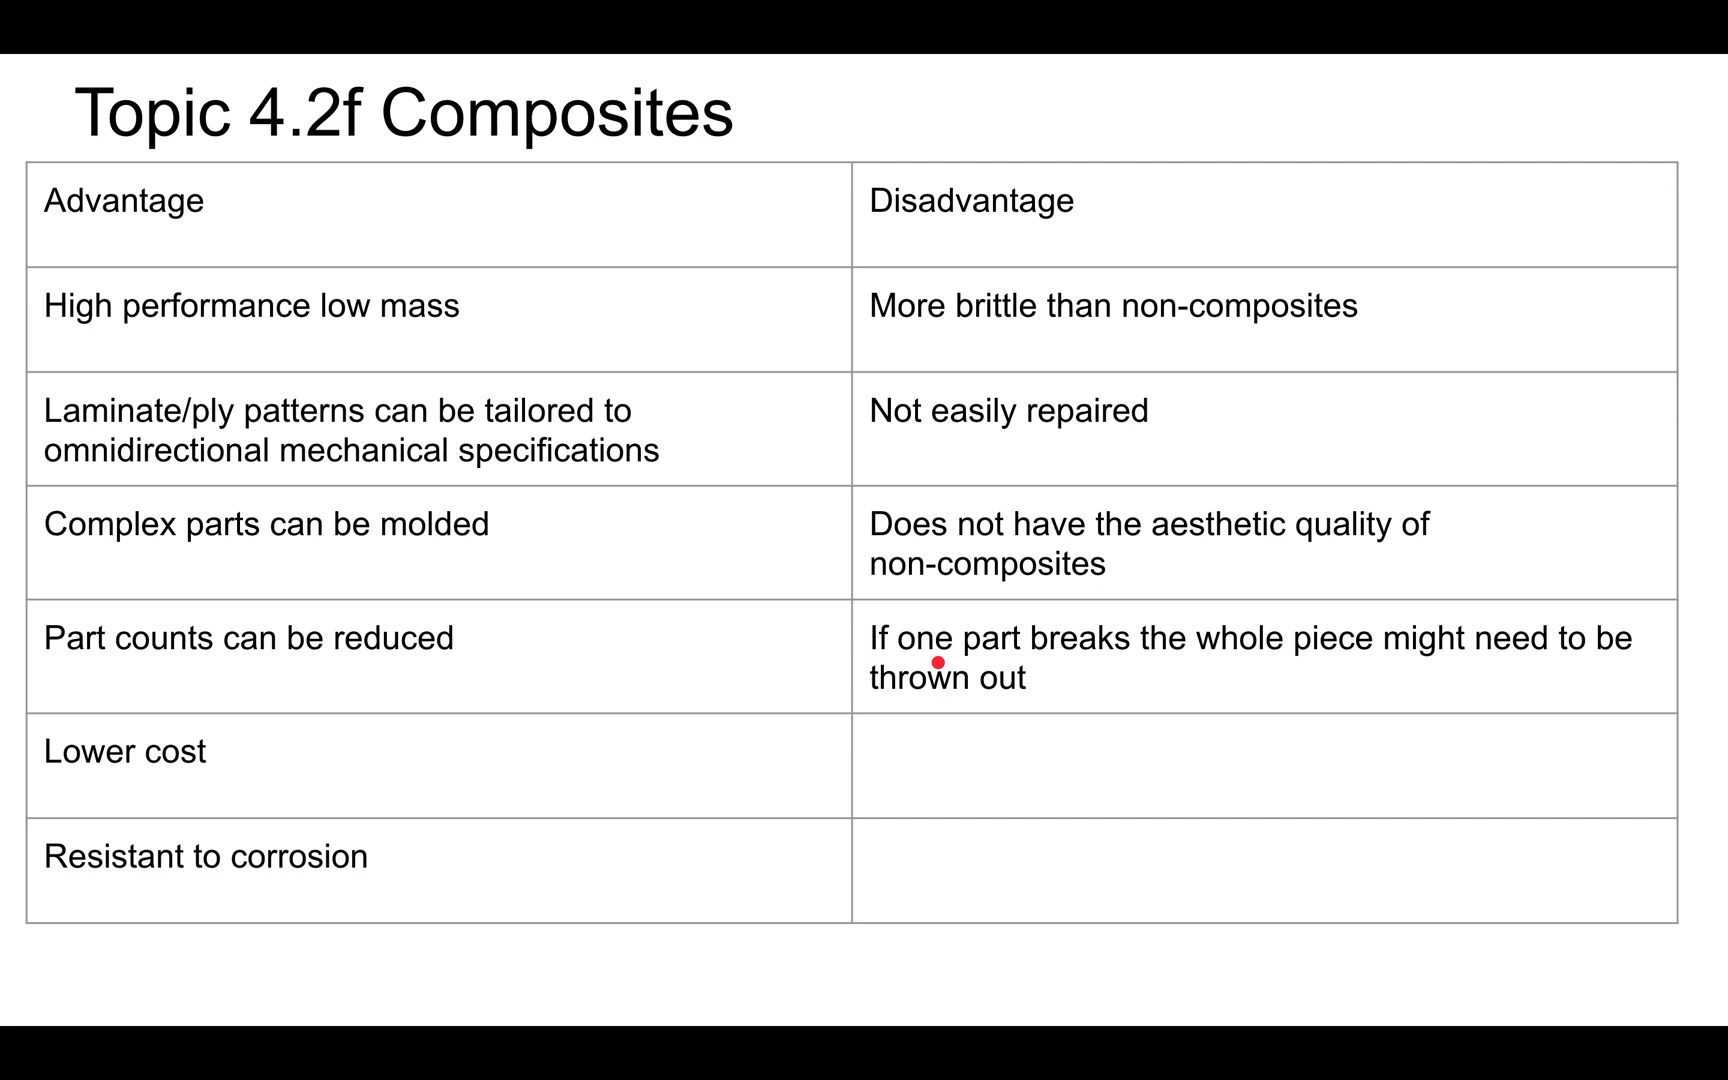 Topic 4.2f Composites
Advantage
Disadvantage
High performance low mass
More brittle than non-composites
Laminate/ply patterns can be tailored to
omnidirectional mechanical specifications
Not easily repaired
Complex parts can be molded
Does not have the aesthetic quality of
non-composites
Part counts can be reduced
If one part breaks the whole piece might need to be
thrown out
Lower cost
Resistant to corrosion